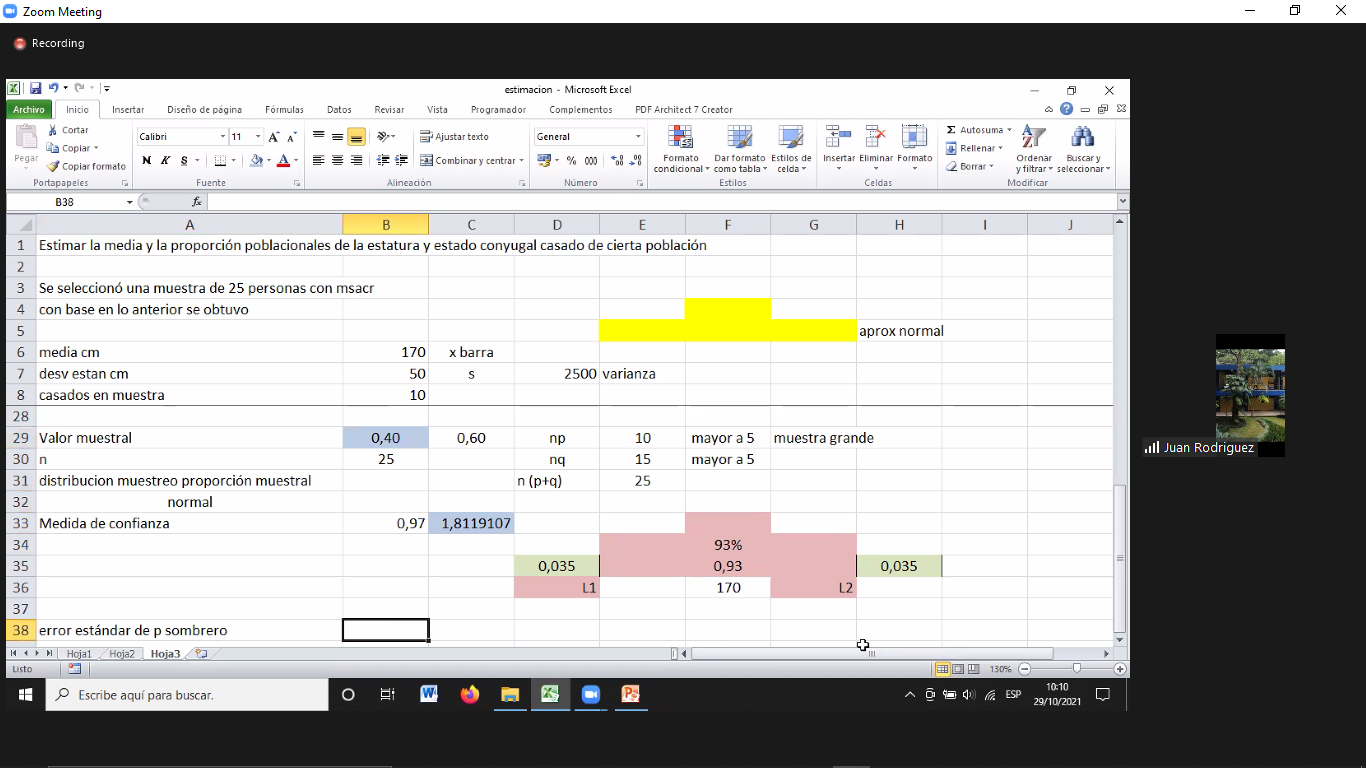 Zoom Meeting
Recording
estimacion - Microsoft Excel
Archivo Inicio Insertar Diseño de página Fórmulas Datos Revisar Vista Programador Complementos PDF Architect 7 Creator
Pegar
Cortar
Copiar
Copiar formato
Portapapeles
Calibri 11
N K S
Fuente
Ajustar texto
Combinar y centrar
Alineación
General
% 000
Número
Formato condicional
Dar formato como tabla
Estilos de celda
Estilos
Insertar
Eliminar
Formato
Celdas
Σ Autosuma
Rellenar
Borrar
Ordenar y filtrar
Buscar y seleccionar
Modificar
B38 fx
A B C D E F G H I J
1 Estimar la media y la proporción poblacionales de la estatura y estado conyugal casado de cierta población
2
3 Se seleccionó una muestra de 25 personas con msacr
4 con base en lo anterior se obtuvo
5 aprox normal
6 media cm 170 x barra
7 desv estan cm 50 s 2500 varianza
8 casados en muestra 10
28
29 Valor muestral 0,40 0,60 np 10 mayor a 5 muestra grande
30 n 25 nq 15 mayor a 5
31 distribucion muestreo proporción muestral n (p+q) 25
32 normal
33 Medida de confianza 0,97 1,8119107
34 93%
35 0,035 0,93 0,035
36 L1 170 L2
37
38 error estándar de p sombrero
Hoja1 Hoja2 Hoja3
Listo 130%
Escribe aquí para buscar.
ESP
10:10
29/10/2021
Juan Rodriguez